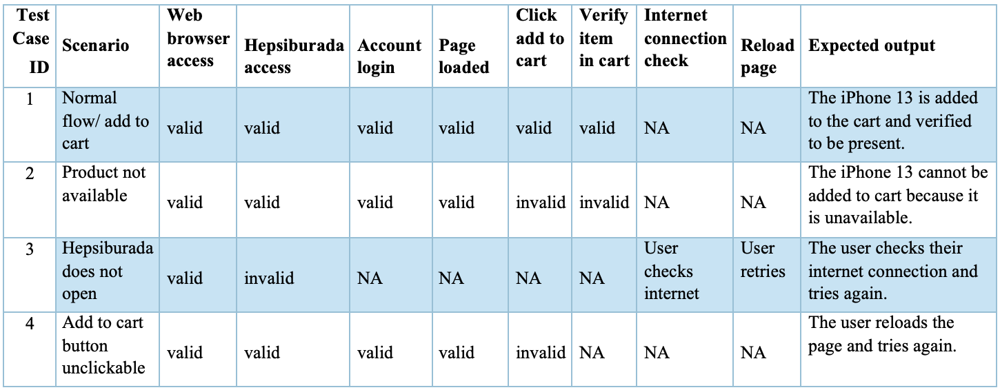 Test Case ID
Scenario
Web browser access
Hepsiburada access
Account login
Page loaded
Click add to cart
Verify item in cart
Internet connection check
Reload page
Expected output
1
Normal flow/ add to cart
valid
valid
valid
valid
valid
valid
NA
NA
The iPhone 13 is added to the cart and verified to be present.
2
Product not available
valid
valid
valid
valid
invalid
invalid
NA
NA
The iPhone 13 cannot be added to cart because it is unavailable.
3
Hepsiburada does not open
valid
invalid
NA
NA
NA
NA
User checks internet
User retries
The user checks their internet connection and tries again.
4
Add to cart button unclickable
valid
valid
valid
valid
invalid
NA
NA
NA
The user reloads the page and tries again.